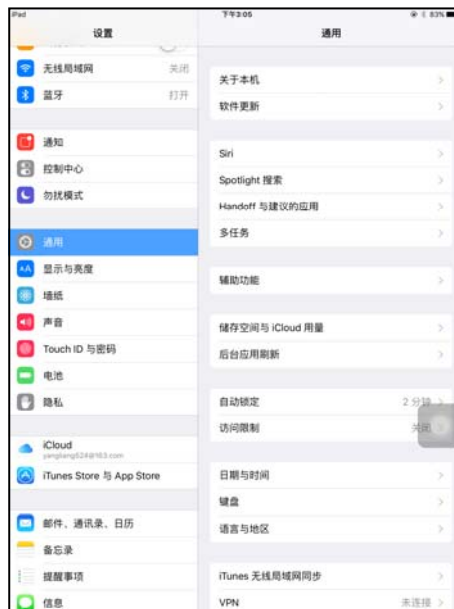 iPad
下午3:05
83%
设置
无线局域网
关闭
蓝牙
打开
通知
控制中心
勿扰模式
通用
显示与亮度
墙纸
声音
Touch ID 与密码
电池
隐私
iCloud
yangliang524@163.com
iTunes Store 与 App Store
邮件、通讯录、日历
备忘录
提醒事项
信息
通用
关于本机
软件更新
Siri
Spotlight 搜索
Handoff 与建议的应用
多任务
辅助功能
储存空间与 iCloud 用量
后台应用刷新
自动锁定
2 分钟
访问限制
关闭
日期与时间
键盘
语言与地区
iTunes 无线局域网同步
VPN
未连接